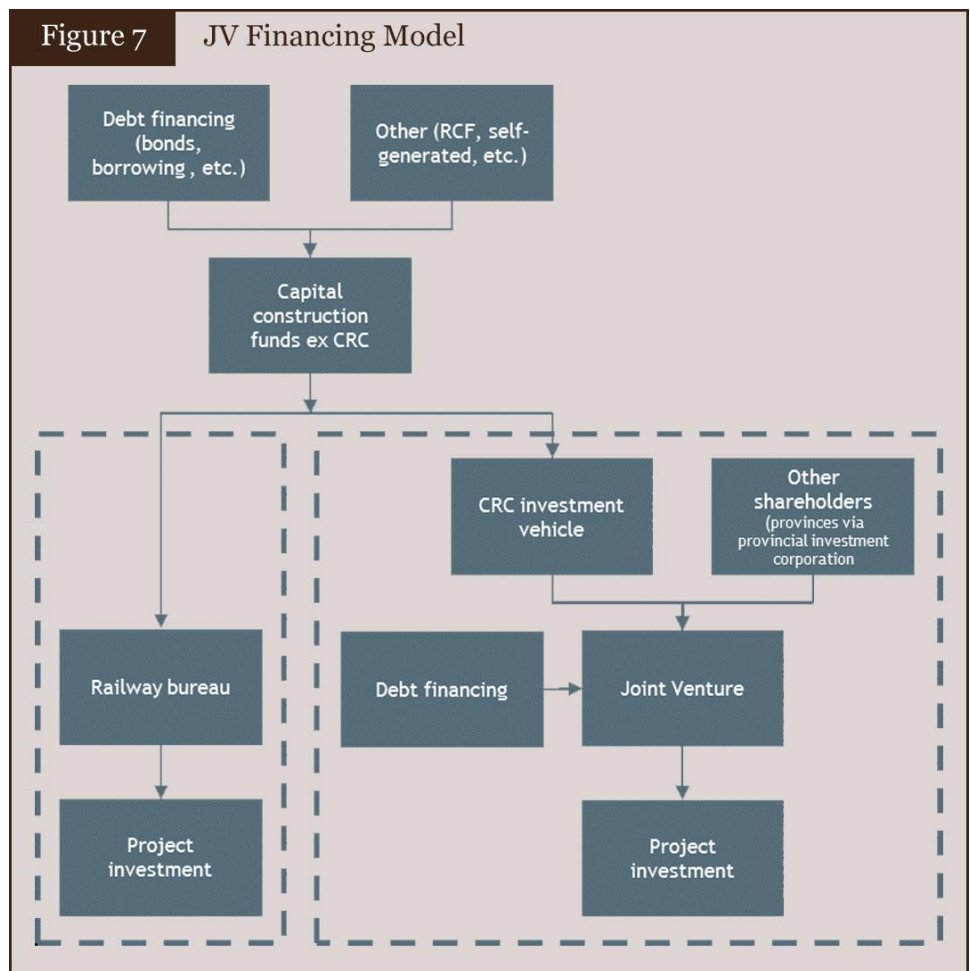 Figure 7
JV Financing Model
Debt financing
(bonds,
borrowing , etc.)
Other (RCF, self-
generated, etc.)
Capital
construction
funds ex CRC
CRC investment
vehicle
Other
shareholders
(provinces via
provincial investment
corporation
Railway bureau
Debt financing
Joint Venture
Project
investment
Project
investment